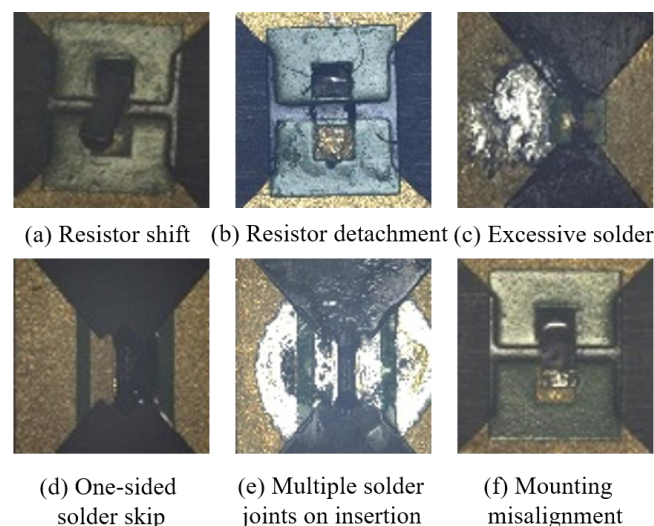 (a) Resistor shift
(b) Resistor detachment
(c) Excessive solder
(d) One-sided
solder skip
(e) Multiple solder
joints on insertion
(f) Mounting
misalignment